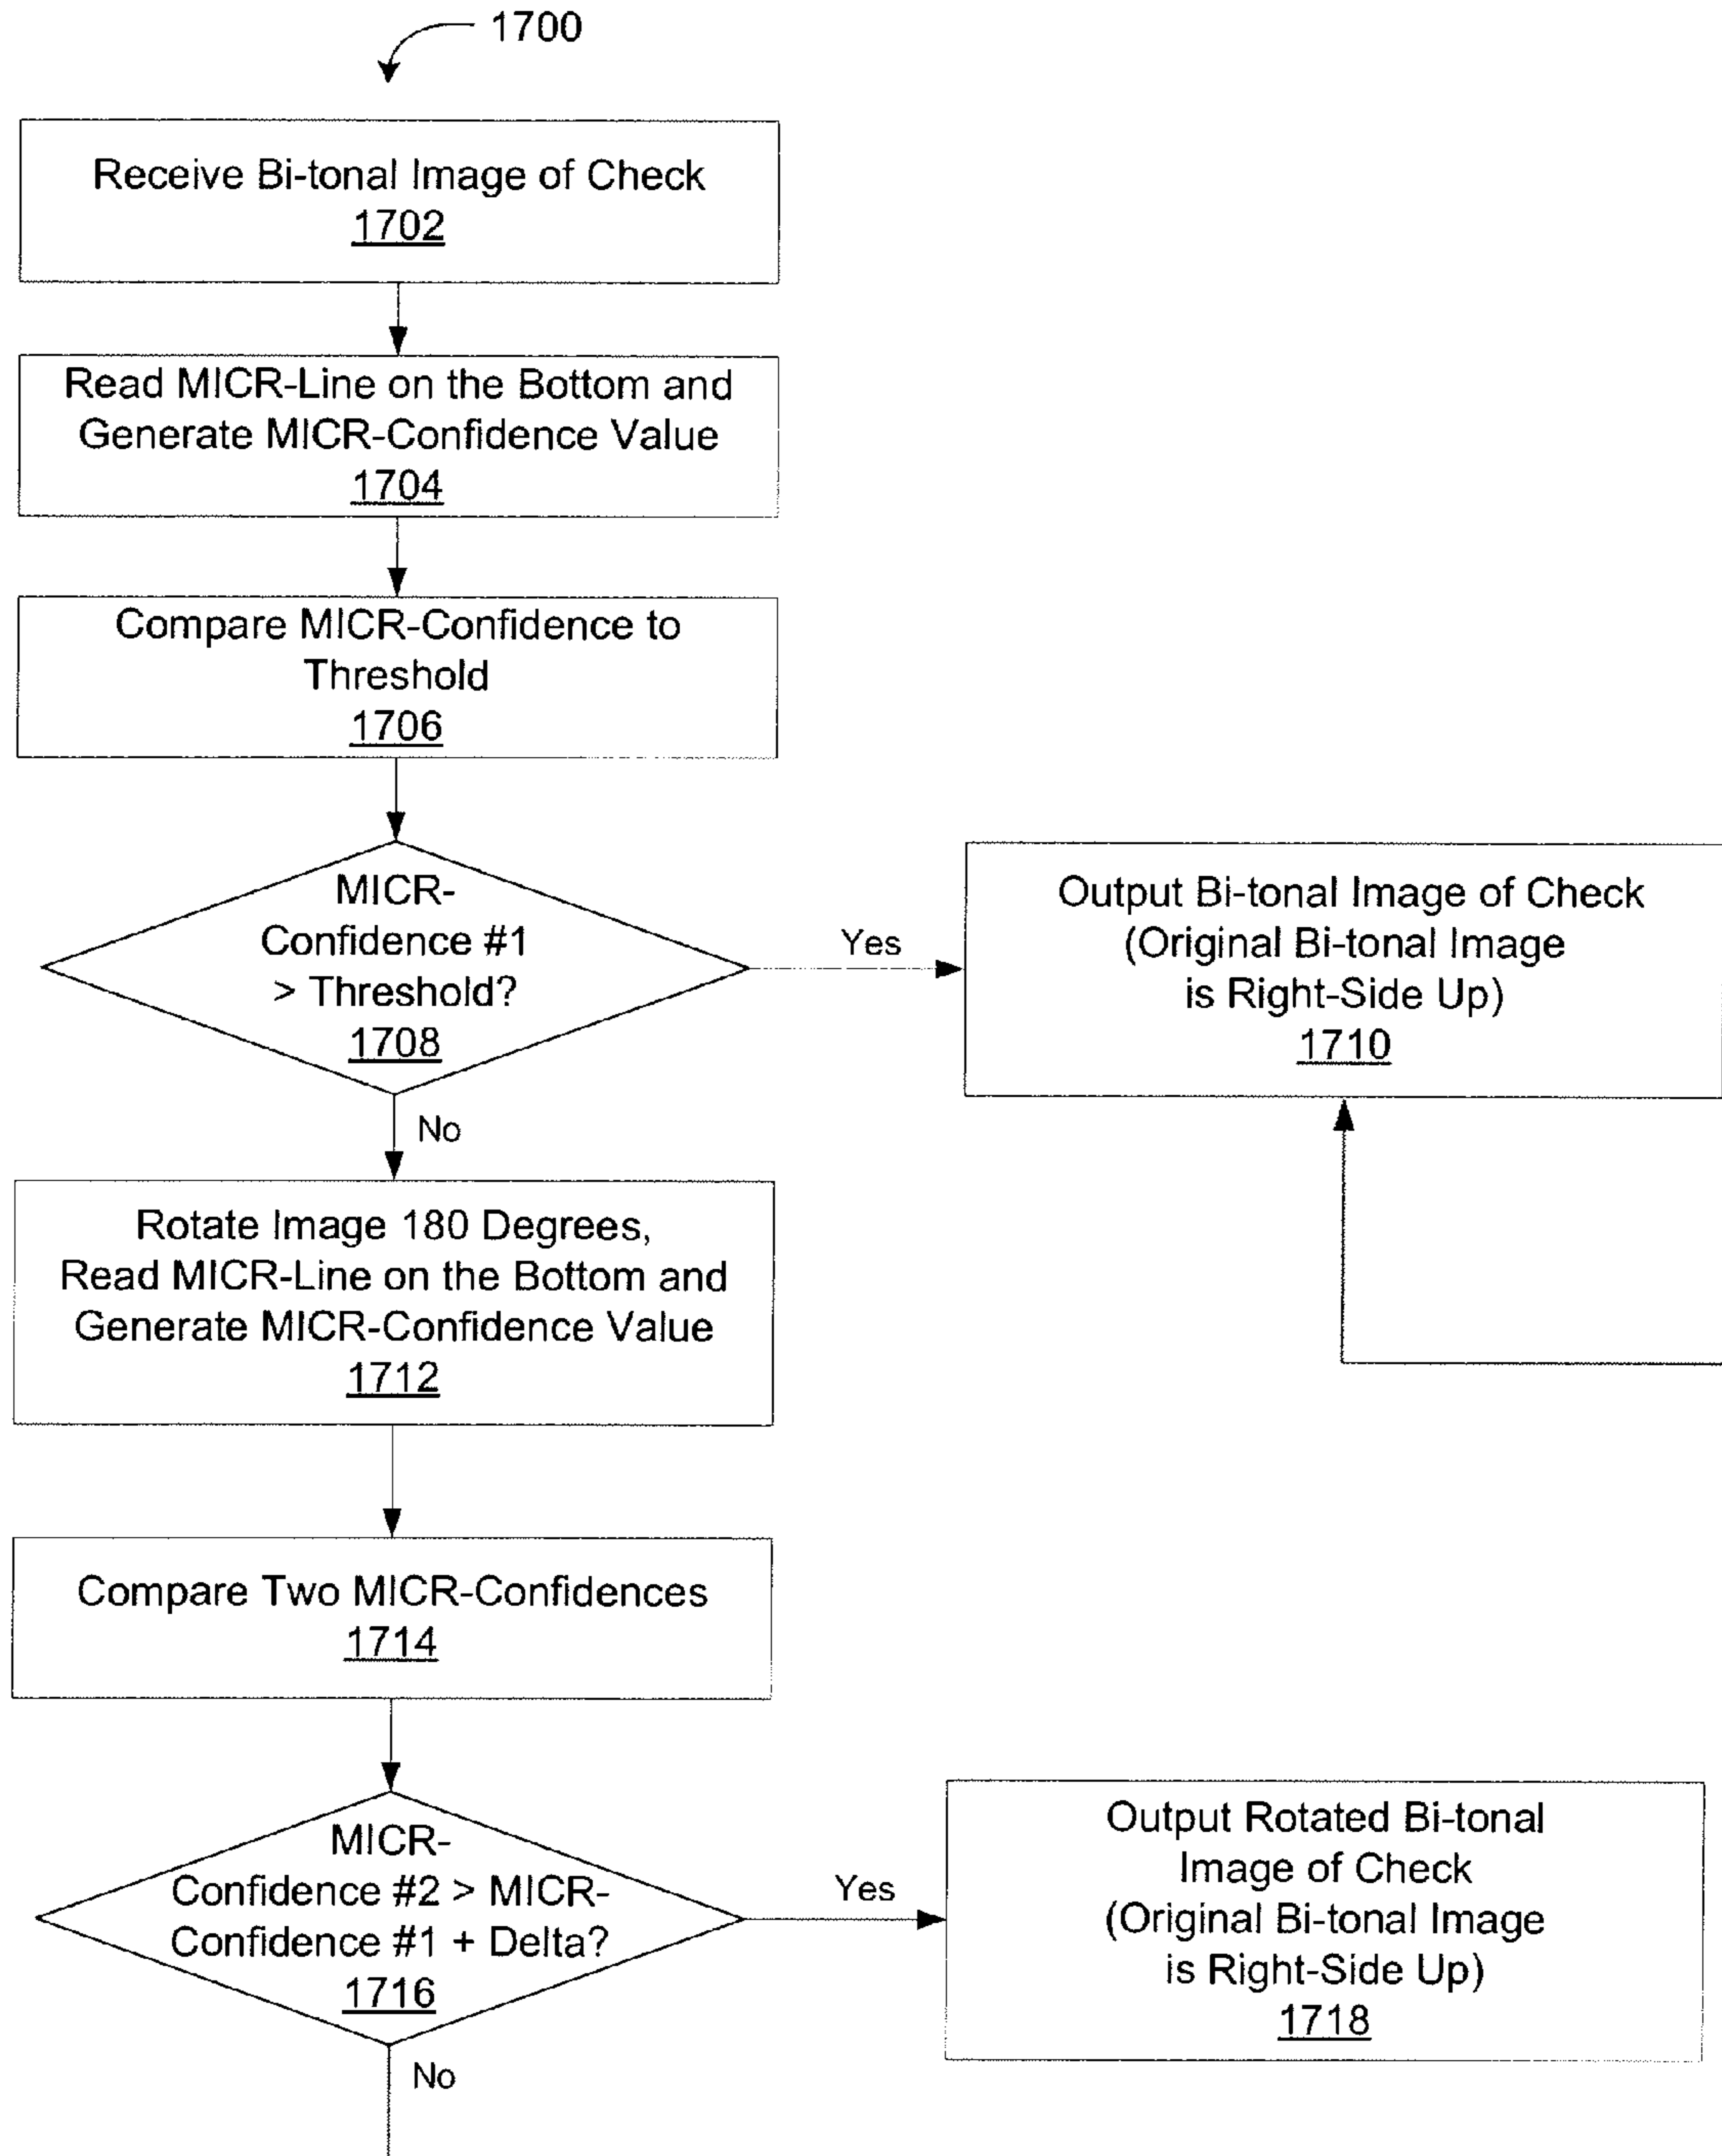 1700
Receive Bi-tonal Image of Check
1702
Read MICR-Line on the Bottom and
Generate MICR-Confidence Value
1704
Compare MICR-Confidence to
Threshold
1706
MICR-
Confidence #1
> Threshold?
1708
Yes
Output Bi-tonal Image of Check
(Original Bi-tonal Image
is Right-Side Up)
1710
No
Rotate Image 180 Degrees,
Read MICR-Line on the Bottom and
Generate MICR-Confidence Value
1712
Compare Two MICR-Confidences
1714
MICR-
Confidence #2 > MICR-
Confidence #1 + Delta?
1716
Yes
Output Rotated Bi-tonal
Image of Check
(Original Bi-tonal Image
is Right-Side Up)
1718
No